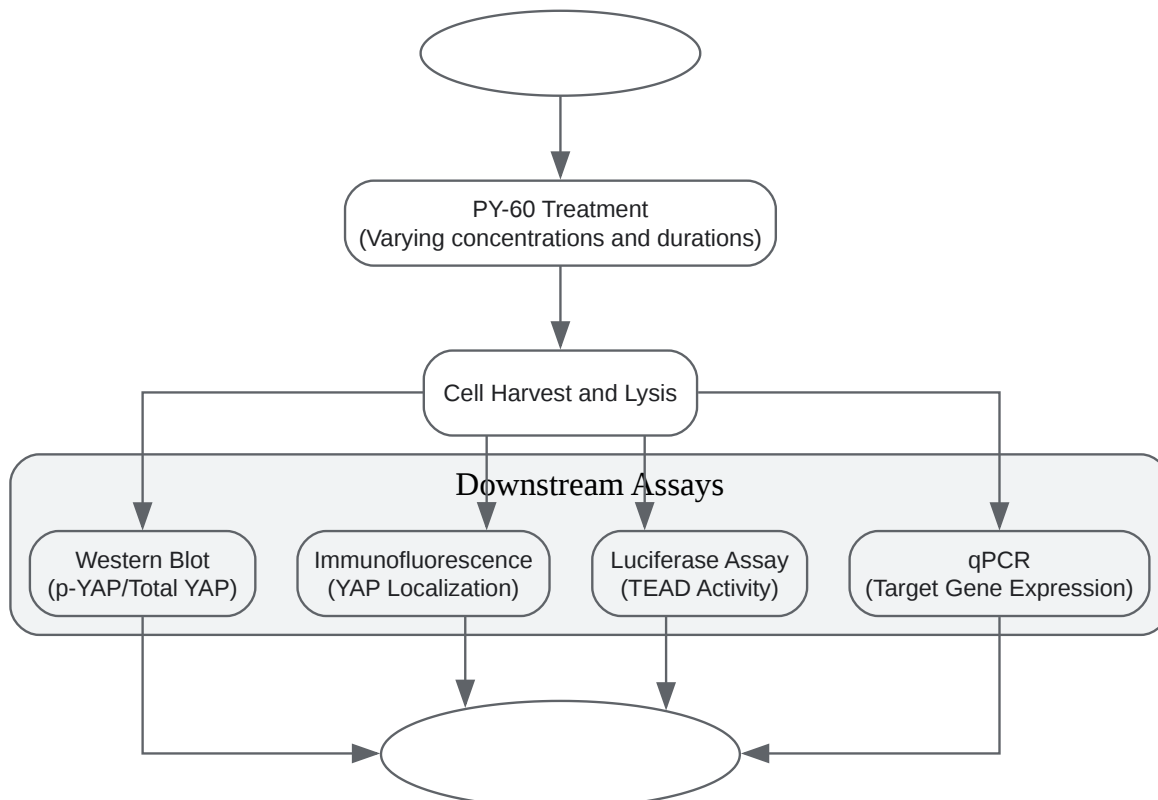 PY-60 Treatment
(Varying concentrations and durations)
Cell Harvest and Lysis
Downstream Assays
Western Blot
(p-YAP/Total YAP)
Immunofluorescence
(YAP Localization)
Luciferase Assay
(TEAD Activity)
qPCR
(Target Gene Expression)